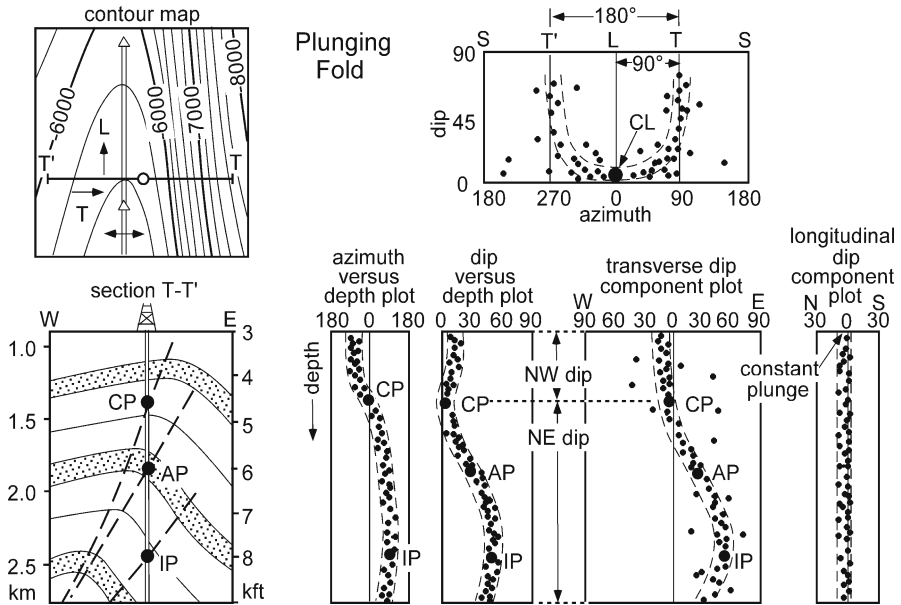 contour map
-6000
6000
-7000
-8000
L
T'
T
T
Plunging
Fold
180°
S
T'
L
T
S
90
90°
dip
45
CL
0
180
270
0
90
180
azimuth
section T-T'
W
E
1.0
1.5
2.0
2.5
km
3
4
5
6
7
8
kft
CP
AP
IP
azimuth
versus
depth plot
180
0
180
depth
CP
IP
dip
versus
depth plot
0
30
60
90
CP
AP
IP
NW dip
NE dip
transverse dip
component plot
W
E
90
60
30
0
30
60
90
CP
AP
IP
longitudinal
dip
component
plot
N
S
30
0
30
constant
plunge